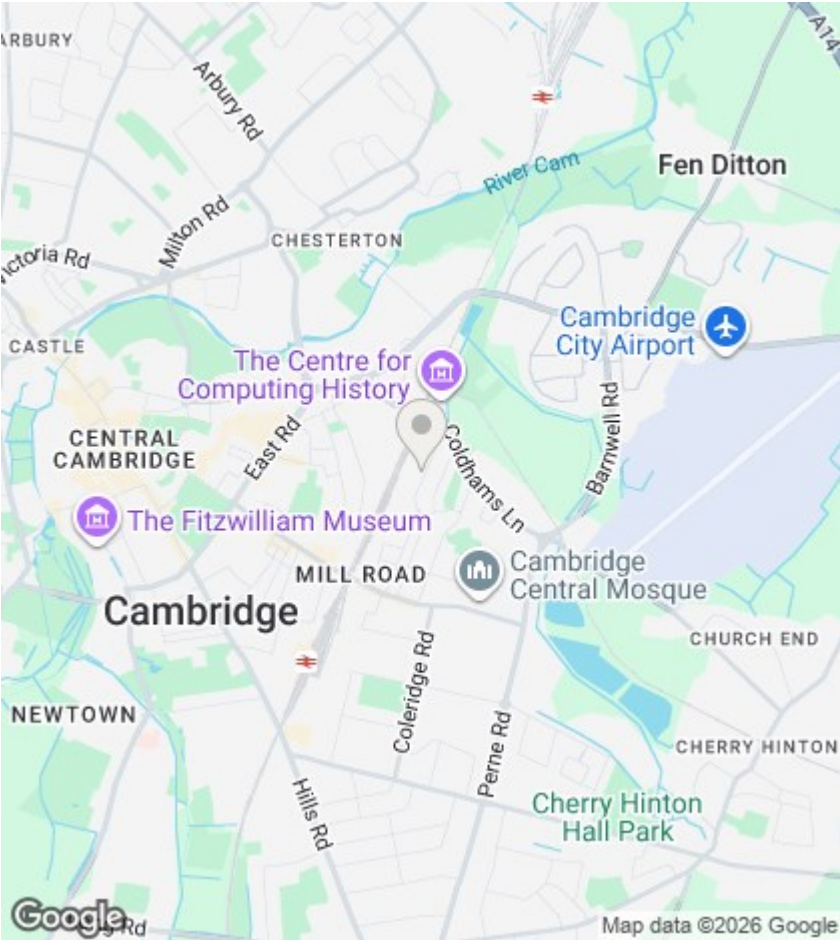 ARBURY
Arbury Rd
A14
River Cam
Fen Ditton
Milton Rd
CHESTERTON
ictoria Rd
Cambridge
City Airport
CASTLE
The Centre for
Computing History
Barnwell Rd
East Rd
Coldhams Ln
CENTRAL
CAMBRIDGE
The Fitzwilliam Museum
MILL ROAD
Cambridge
Central Mosque
Cambridge
CHURCH END
Coleridge Rd
NEWTOWN
Perne Rd
CHERRY HINTON
Hills Rd
Cherry Hinton
Hall Park
Google
Rd
Map data ©2026 Google